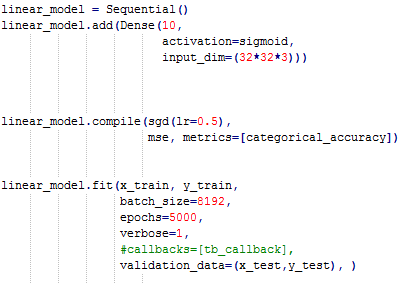 linear_model = Sequential()
linear_model.add(Dense(10,
activation=sigmoid,
input_dim=(32*32*3)))
linear_model.compile(sgd(lr=0.5),
mse, metrics=[categorical_accuracy])
linear_model.fit(x_train, y_train,
batch_size=8192,
epochs=5000,
verbose=1,
#callbacks=[tb_callback],
validation_data=(x_test,y_test), )